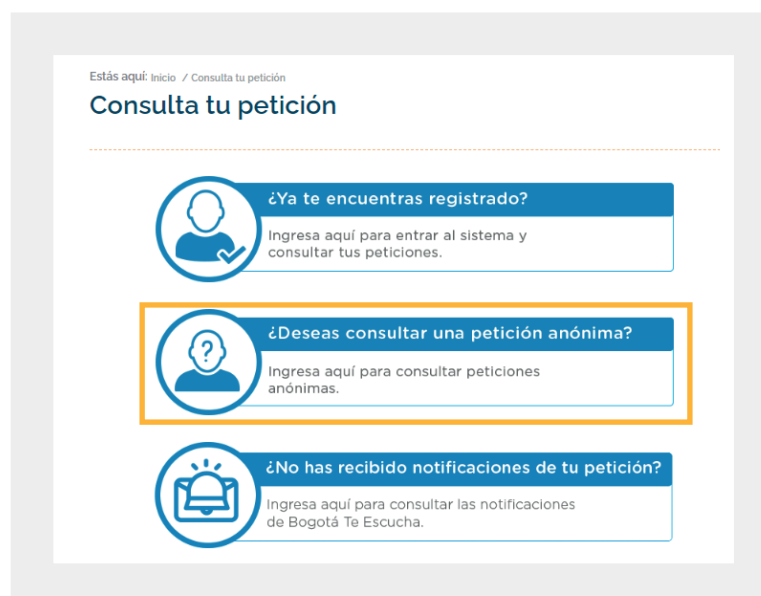 Estás aquí: Inicio / Consulta tu petición
Consulta tu petición
¿Ya te encuentras registrado?
Ingresa aquí para entrar al sistema y
consultar tus peticiones.
¿Deseas consultar una petición anónima?
?
Ingresa aquí para consultar peticiones
anónimas.
¿No has recibido notificaciones de tu petición?
Ingresa aquí para consultar las notificaciones
de Bogotá Te Escucha.